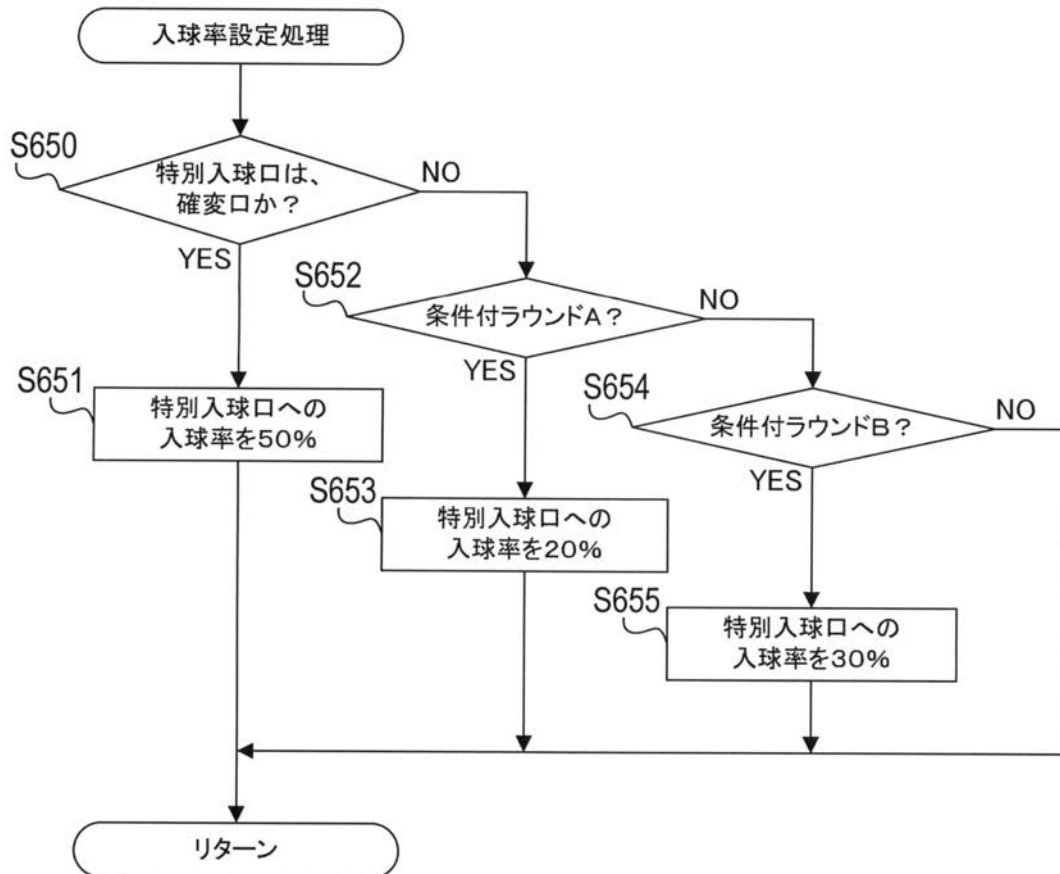 入球率設定処理
S650
特別入球口は、
確変口か？
NO
YES
S652
条件付ラウンドA？
NO
YES
S651
特別入球口への
入球率を50%
S654
条件付ラウンドB？
NO
YES
S653
特別入球口への
入球率を20%
S655
特別入球口への
入球率を30%
リターン